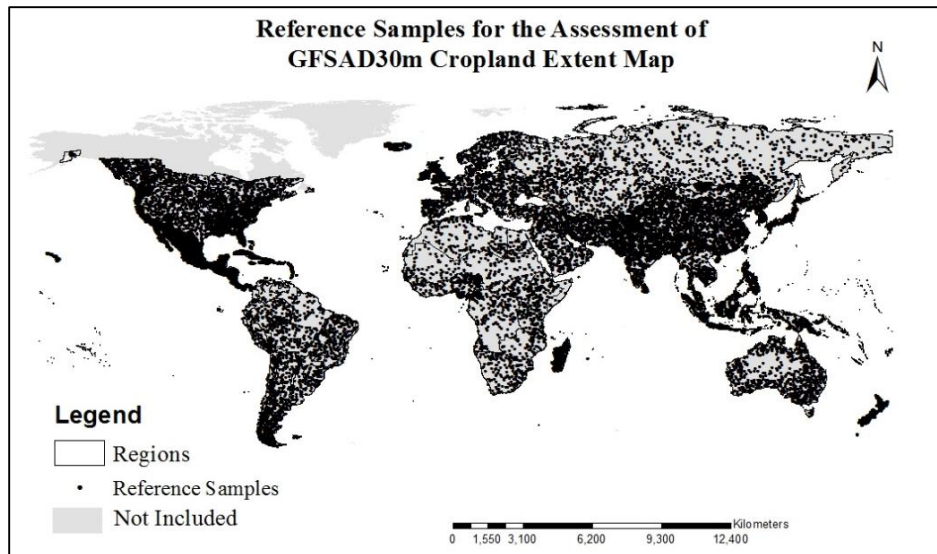 Reference Samples for the Assessment of
GFSAD30m Cropland Extent Map
N
Legend
Regions
Reference Samples
Not Included
Kilometers
0 1,550 3,100 6,200 9,300 12,400